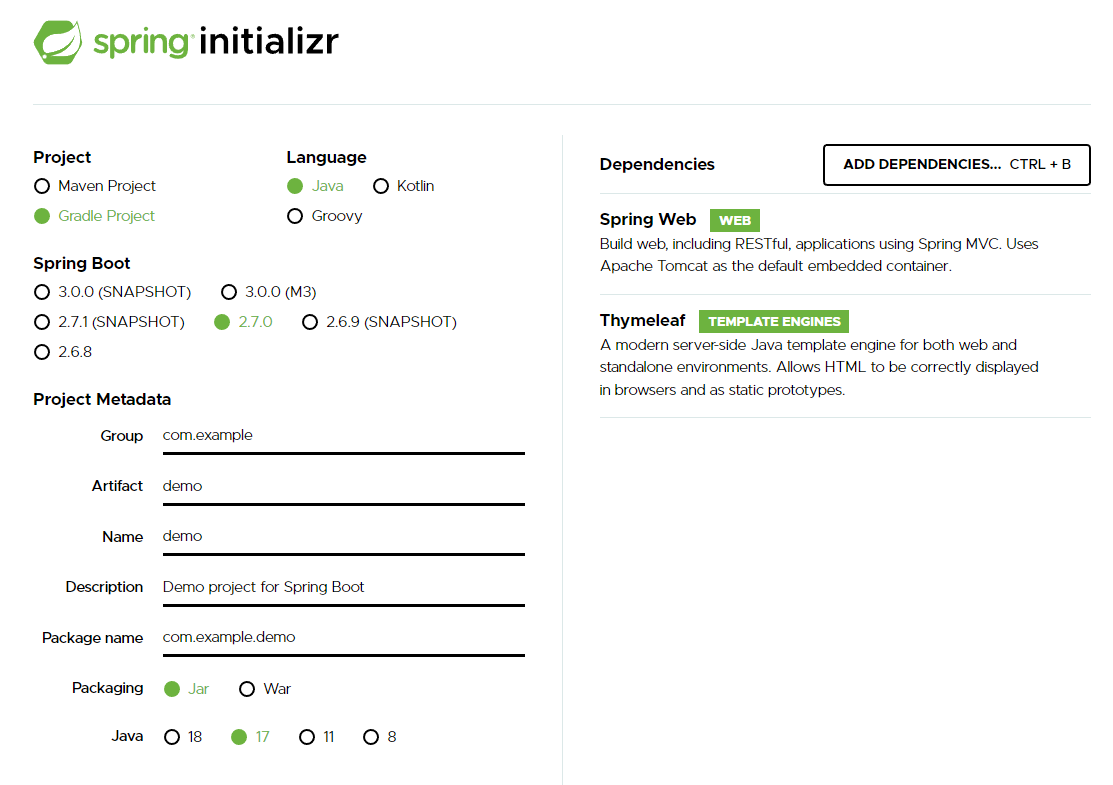 spring initializr
Project
Maven Project
Gradle Project
Language
Java Kotlin
Groovy
Spring Boot
3.0.0 (SNAPSHOT) 3.0.0 (M3)
2.7.1 (SNAPSHOT) 2.7.0 2.6.9 (SNAPSHOT)
2.6.8
Project Metadata
Group com.example
Artifact demo
Name demo
Description Demo project for Spring Boot
Package name com.example.demo
Packaging Jar War
Java 18 17 11 8
Dependencies
ADD DEPENDENCIES... CTRL + B
Spring Web WEB
Build web, including RESTful, applications using Spring MVC. Uses
Apache Tomcat as the default embedded container.
Thymeleaf TEMPLATE ENGINES
A modern server-side Java template engine for both web and
standalone environments. Allows HTML to be correctly displayed
in browsers and as static prototypes.